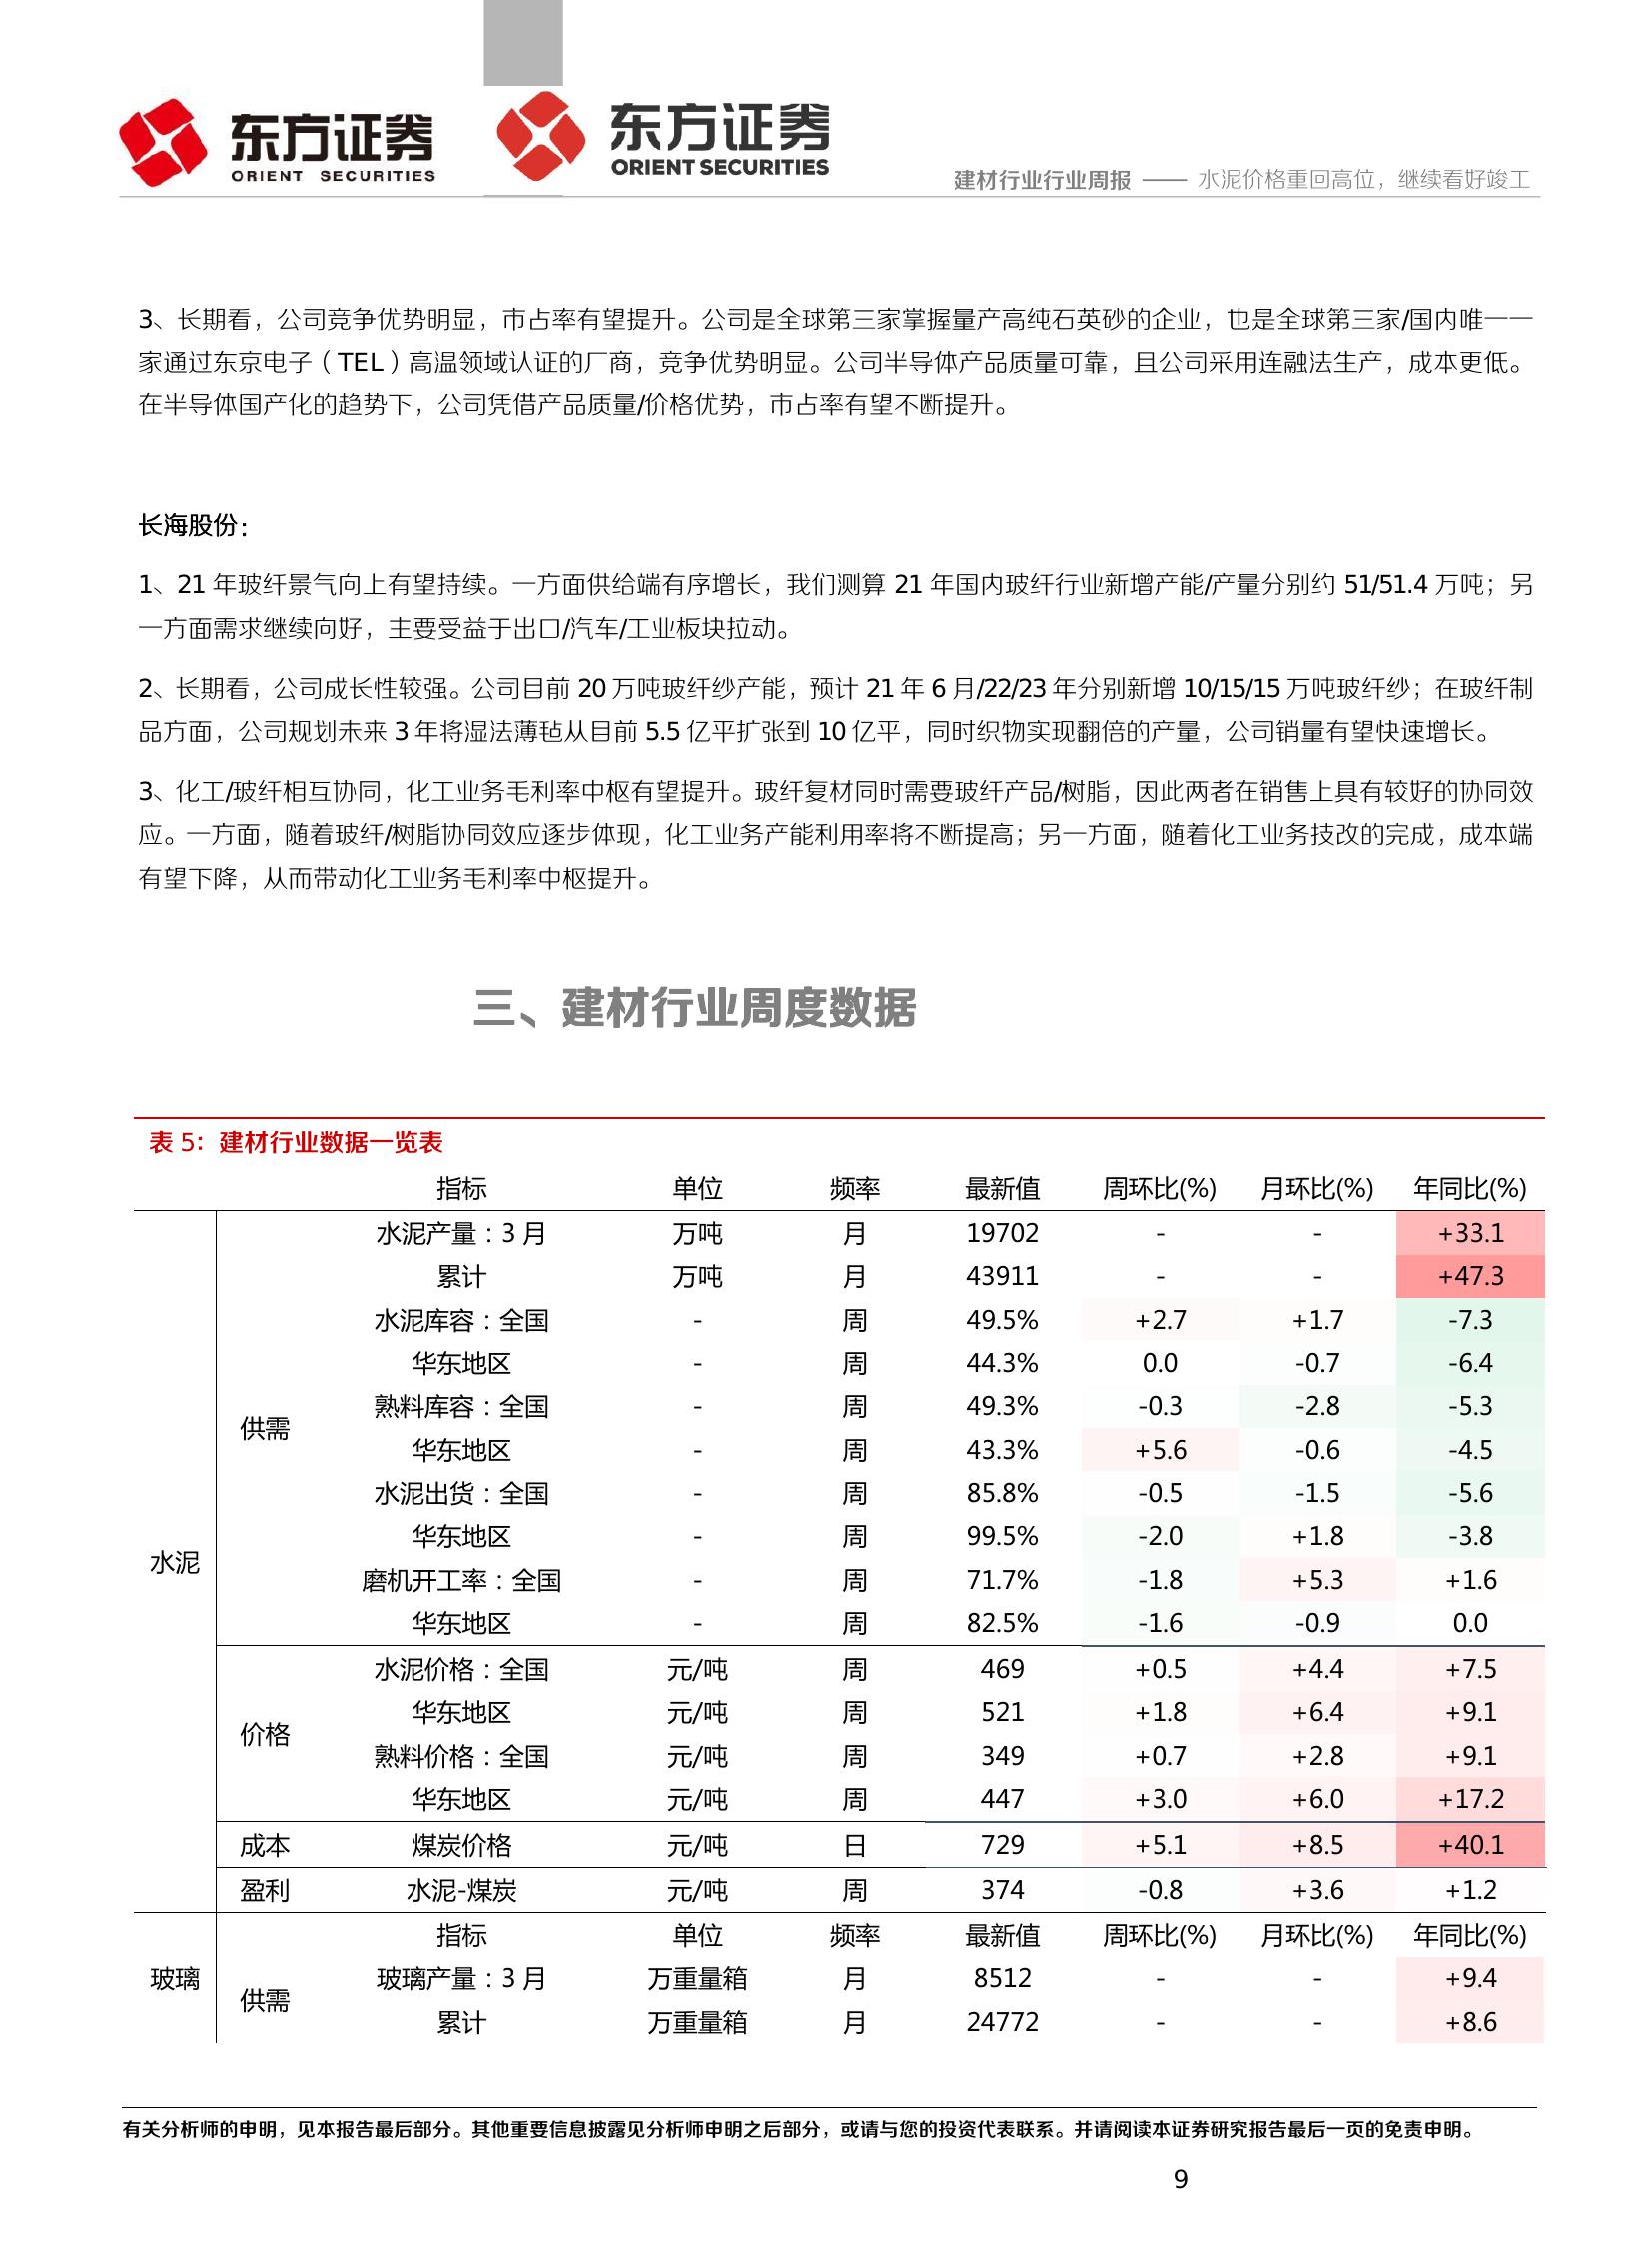 东方证券
ORIENT SECURITIES
东方证券
ORIENT SECURITIES
建材行业行业周报 —— 水泥价格重回高位，继续看好竣工
3、长期看，公司竞争优势明显，市占率有望提升。公司是全球第三家掌握量产高纯石英砂的企业，也是全球第三家/国内唯一一
家通过东京电子（TEL）高温领域认证的厂商，竞争优势明显。公司半导体产品质量可靠，且公司采用连融法生产，成本更低。
在半导体国产化的趋势下，公司凭借产品质量/价格优势，市占率有望不断提升。
长海股份：
1、21 年玻纤景气向上有望持续。一方面供给端有序增长，我们测算 21 年国内玻纤行业新增产能/产量分别约 51/51.4 万吨；另
一方面需求继续向好，主要受益于出口/汽车/工业板块拉动。
2、长期看，公司成长性较强。公司目前 20 万吨玻纤纱产能，预计 21 年 6 月/22/23 年分别新增 10/15/15 万吨玻纤纱；在玻纤制
品方面，公司规划未来 3 年将湿法薄毡从目前 5.5 亿平扩张到 10 亿平，同时织物实现翻倍的产量，公司销量有望快速增长。
3、化工/玻纤相互协同，化工业务毛利率中枢有望提升。玻纤复材同时需要玻纤产品/树脂，因此两者在销售上具有较好的协同效
应。一方面，随着玻纤/树脂协同效应逐步体现，化工业务产能利用率将不断提高；另一方面，随着化工业务技改的完成，成本端
有望下降，从而带动化工业务毛利率中枢提升。
三、建材行业周度数据
表 5：建材行业数据一览表
指标 单位 频率 最新值 周环比(%) 月环比(%) 年同比(%)
水泥产量：3 月 万吨 月 19702 - - +33.1
累计 万吨 月 43911 - - +47.3
水泥库容：全国 - 周 49.5% +2.7 +1.7 -7.3
华东地区 - 周 44.3% 0.0 -0.7 -6.4
熟料库容：全国 - 周 49.3% -0.3 -2.8 -5.3
供需
华东地区 - 周 43.3% +5.6 -0.6 -4.5
水泥出货：全国 - 周 85.8% -0.5 -1.5 -5.6
华东地区 - 周 99.5% -2.0 +1.8 -3.8
水泥
磨机开工率：全国 - 周 71.7% -1.8 +5.3 +1.6
华东地区 - 周 82.5% -1.6 -0.9 0.0
水泥价格：全国 元/吨 周 469 +0.5 +4.4 +7.5
华东地区 元/吨 周 521 +1.8 +6.4 +9.1
价格
熟料价格：全国 元/吨 周 349 +0.7 +2.8 +9.1
华东地区 元/吨 周 447 +3.0 +6.0 +17.2
成本 煤炭价格 元/吨 日 729 +5.1 +8.5 +40.1
盈利 水泥-煤炭 元/吨 周 374 -0.8 +3.6 +1.2
指标 单位 频率 最新值 周环比(%) 月环比(%) 年同比(%)
玻璃 玻璃产量：3 月 万重量箱 月 8512 - - +9.4
供需
累计 万重量箱 月 24772 - - +8.6
有关分析师的申明，见本报告最后部分。其他重要信息披露见分析师申明之后部分，或请与您的投资代表联系。并请阅读本证券研究报告最后一页的免责申明。
9